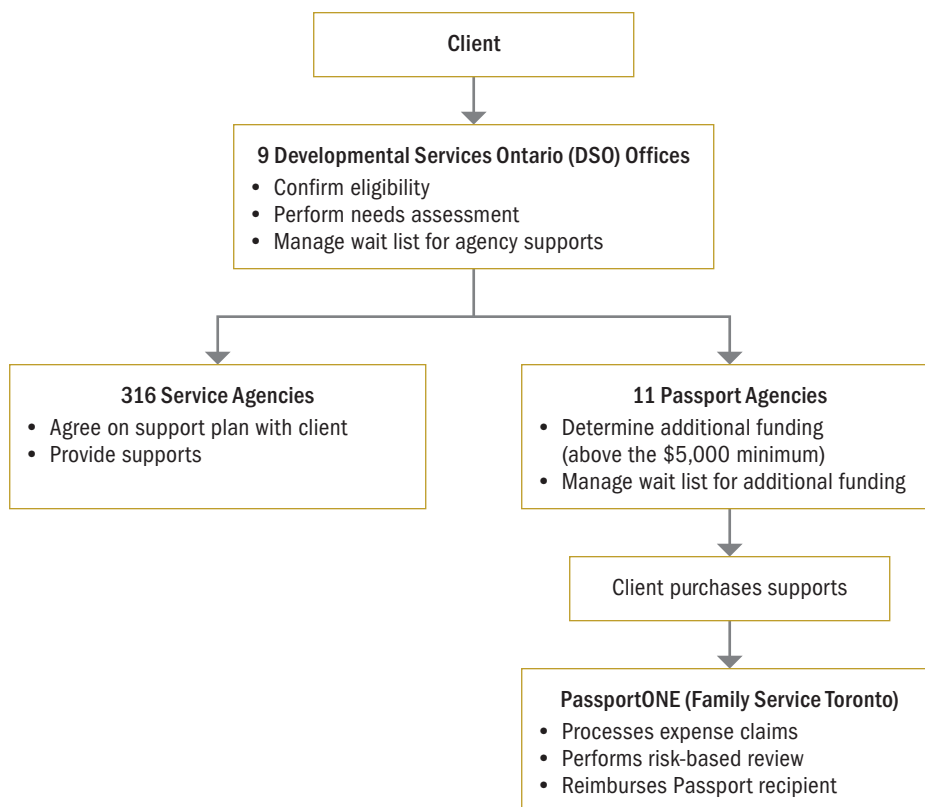 Client
9 Developmental Services Ontario (DSO) Offices
• Confirm eligibility
• Perform needs assessment
• Manage wait list for agency supports
316 Service Agencies
• Agree on support plan with client
• Provide supports
11 Passport Agencies
• Determine additional funding
(above the $5,000 minimum)
• Manage wait list for additional funding
Client purchases supports
PassportONE (Family Service Toronto)
• Processes expense claims
• Performs risk-based review
• Reimburses Passport recipient